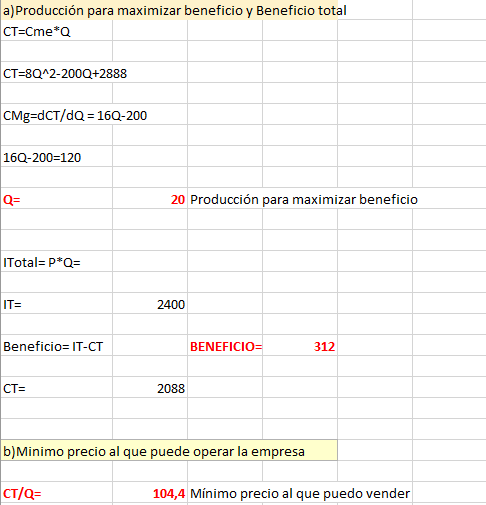 a)Producción para maximizar beneficio y Beneficio total
CT=Cme*Q
CT=8Q^2-200Q+2888
CMg=dCT/dQ = 16Q-200
16Q-200=120
Q= 20 Producción para maximizar beneficio
ITotal= P*Q=
IT= 2400
Beneficio= IT-CT BENEFICIO= 312
CT= 2088
b)Minimo precio al que puede operar la empresa
CT/Q= 104,4 Mínimo precio al que puedo vender